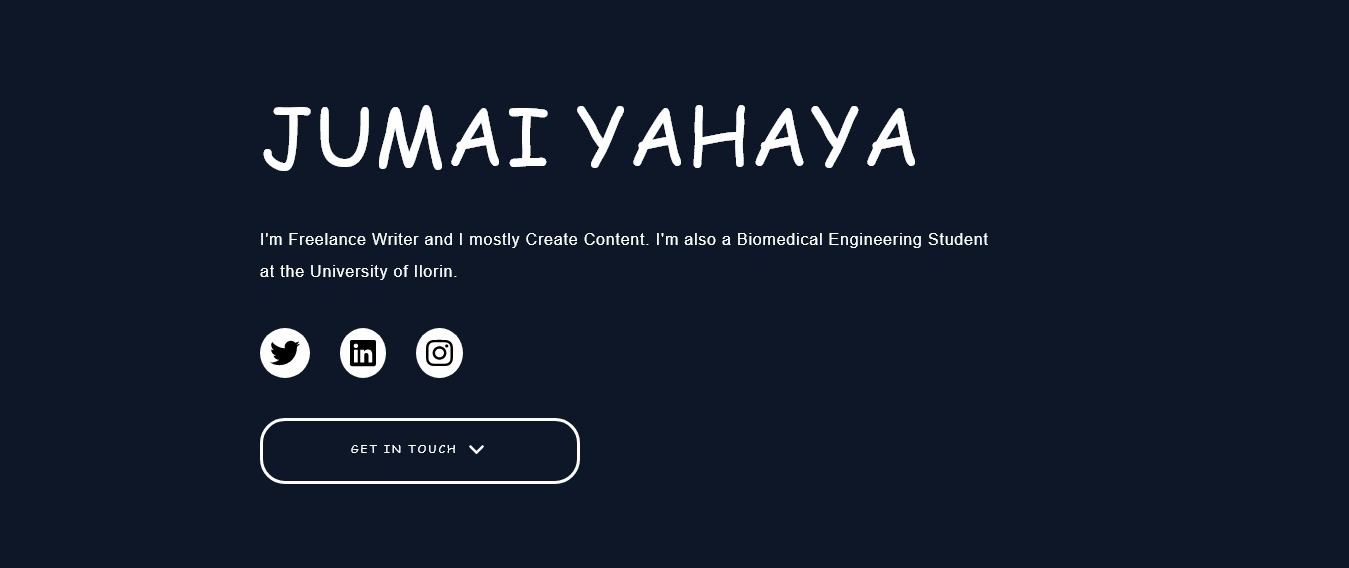 JUMAI YAHAYA
I'm Freelance Writer and I mostly Create Content. I'm also a Biomedical Engineering Student
at the University of Ilorin.
in
GET IN TOUCH